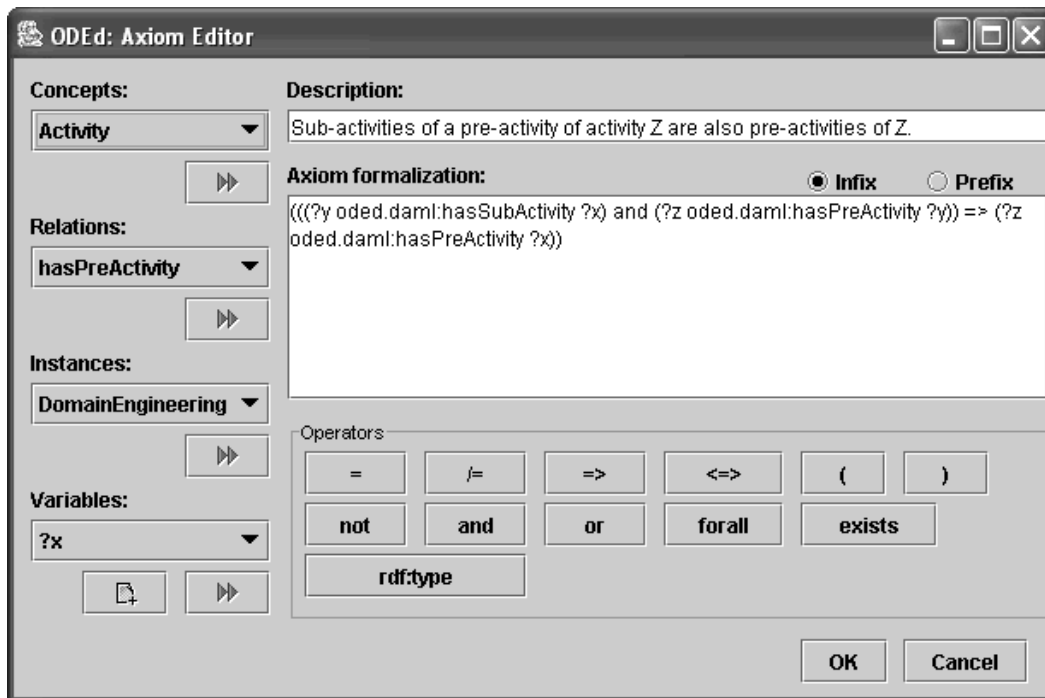 ODEd: Axiom Editor
Concepts:
Activity
Relations:
hasPreActivity
Instances:
DomainEngineering
Variables:
?x
Description:
Sub-activities of a pre-activity of activity Z are also pre-activities of Z.
Axiom formalization:
Infix Prefix
(((?y oded.daml:hasSubActivity ?x) and (?z oded.daml:hasPreActivity ?y)) => (?z
oded.daml:hasPreActivity ?x))
Operators
= /= => <=> ( )
not and or forall exists
rdf:type
OK Cancel